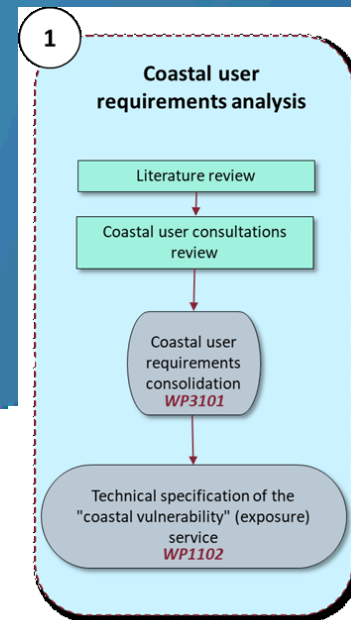 1
Coastal user
requirements analysis
Literature review
Coastal user consultations
review
Coastal user
requirements
consolidation
WP3101
Technical specification of the
"coastal vulnerability" (exposure)
service
WP1102